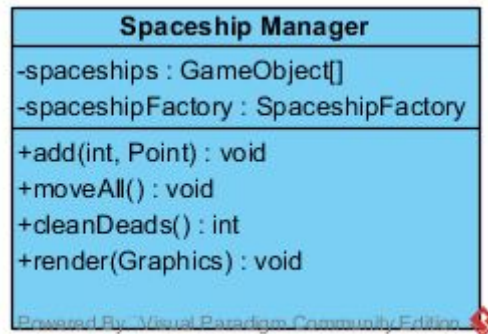 Spaceship Manager
-spaceships : GameObject[]
-spaceshipFactory : SpaceshipFactory
+add(int, Point) : void
+moveAll() : void
+cleanDeads() : int
+render(Graphics) : void
Powered By Visual Paradigm Community Edition